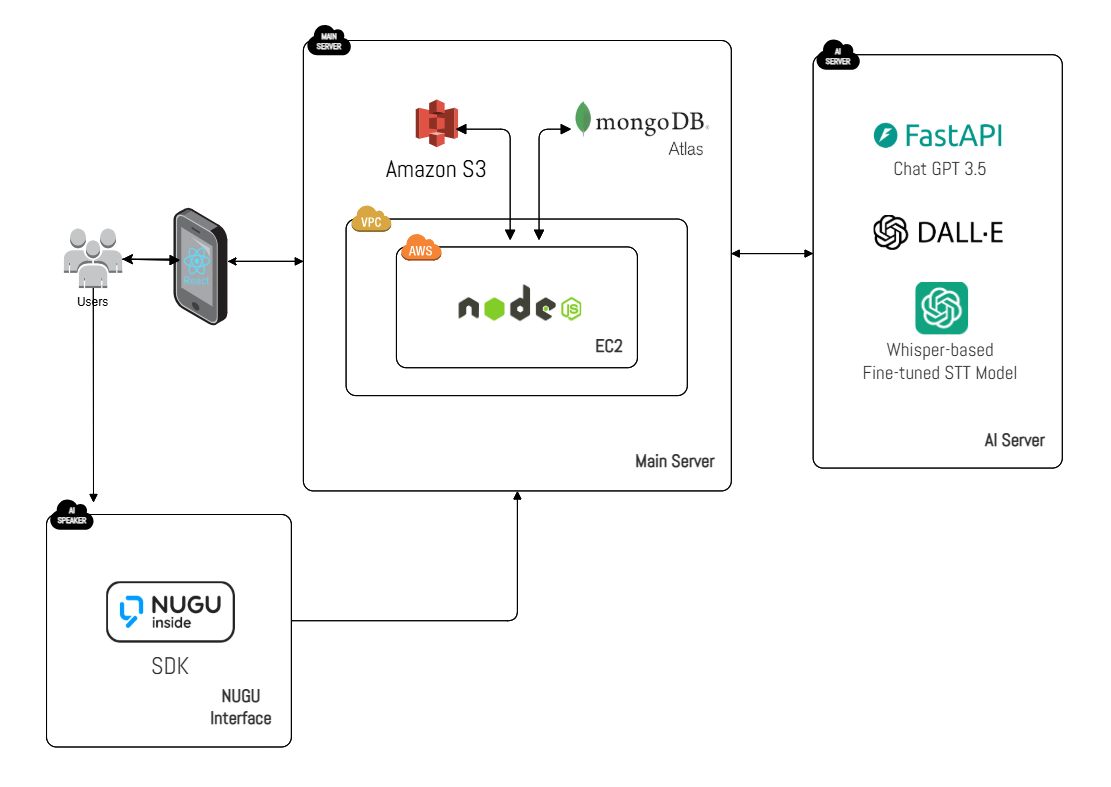 MAIN
SERVER
AI
SERVER
Amazon S3
mongoDB®
Atlas
FastAPI
Chat GPT 3.5
VPC
AWS
node
JS
EC2
DALL·E
React
Users
Whisper-based
Fine-tuned STT Model
AI Server
Main Server
AI
SPEAKER
NUGU
inside
SDK
NUGU
Interface